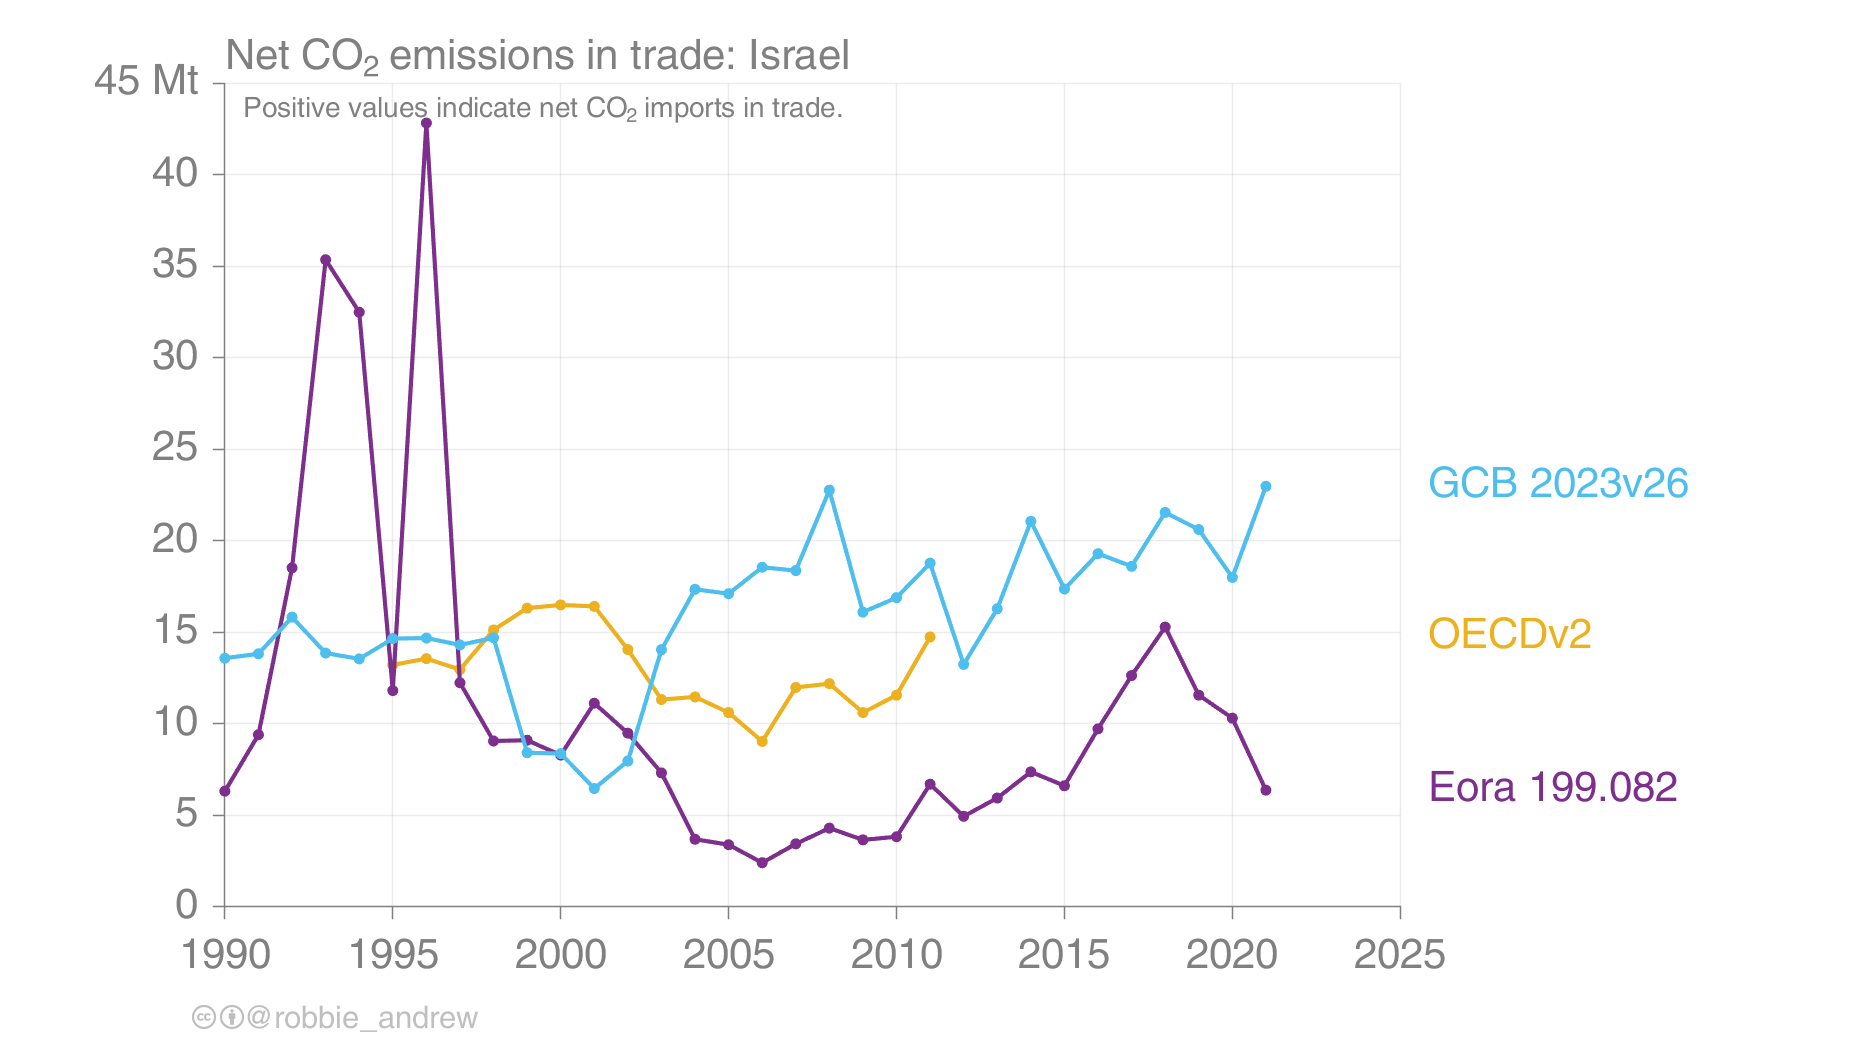 Net CO₂ emissions in trade: Israel
45 Mt
Positive values indicate net CO₂ imports in trade.
40
35
30
25
GCB 2023v26
20
15
OECDv2
10
Eora 199.082
5
0
1990 1995 2000 2005 2010 2015 2020 2025
@robbie_andrew